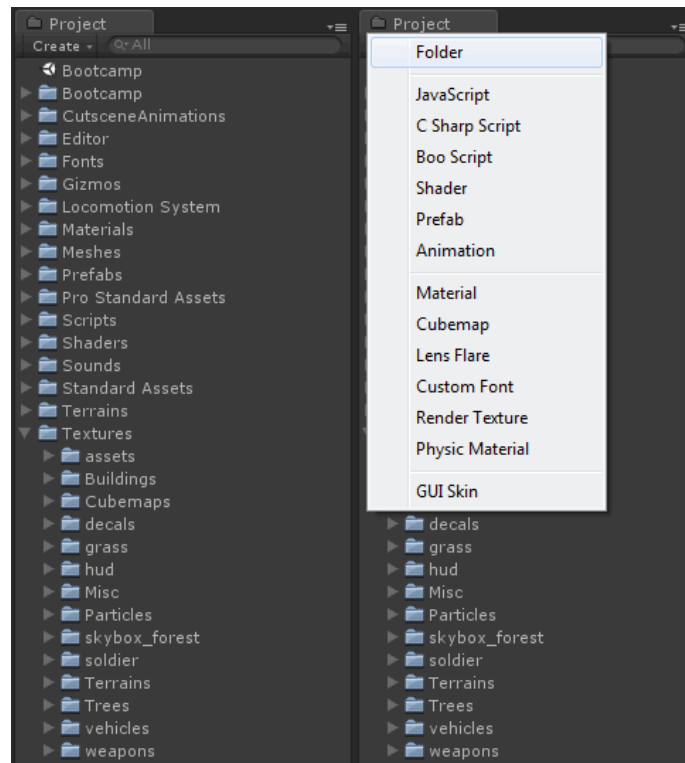 Project
Create
All
Bootcamp
Bootcamp
CutsceneAnimations
Editor
Fonts
Gizmos
Locomotion System
Materials
Meshes
Prefabs
Pro Standard Assets
Scripts
Shaders
Sounds
Standard Assets
Terrains
Textures
assets
Buildings
Cubemaps
decals
grass
hud
Misc
Particles
skybox_forest
soldier
Terrains
Trees
vehicles
weapons
Project
Folder
JavaScript
C Sharp Script
Boo Script
Shader
Prefab
Animation
Material
Cubemap
Lens Flare
Custom Font
Render Texture
Physic Material
GUI Skin
decals
grass
hud
Misc
Particles
skybox_forest
soldier
Terrains
Trees
vehicles
weapons